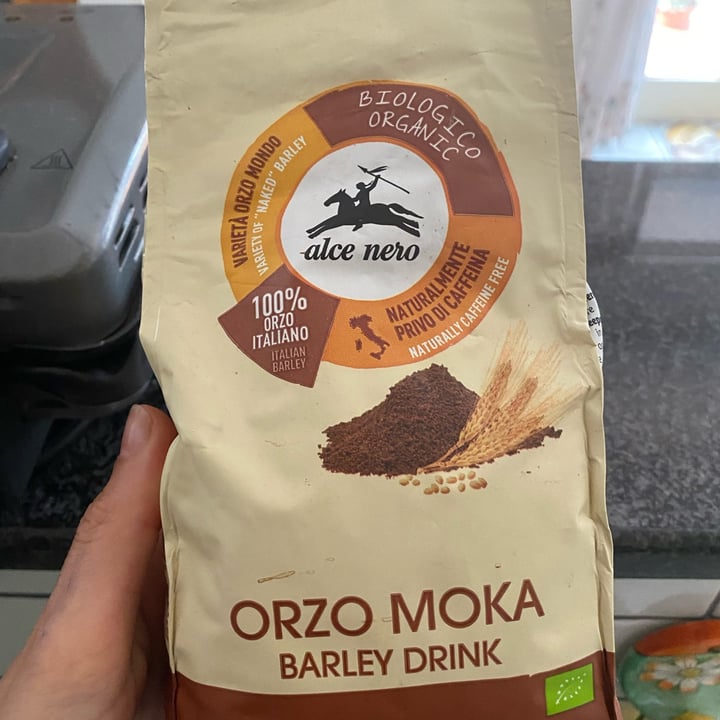 BIOLOGICO
ORGANIC
VARIETÀ ORZO MONDO
VARIETY OF "NAKED" BARLEY
alce nero
100%
ORZO
ITALIANO
ITALIAN
BARLEY
NATURALMENTE
PRIVO DI CAFFEINA
NATURALLY CAFFEINE FREE
ORZO MOKA
BARLEY DRINK